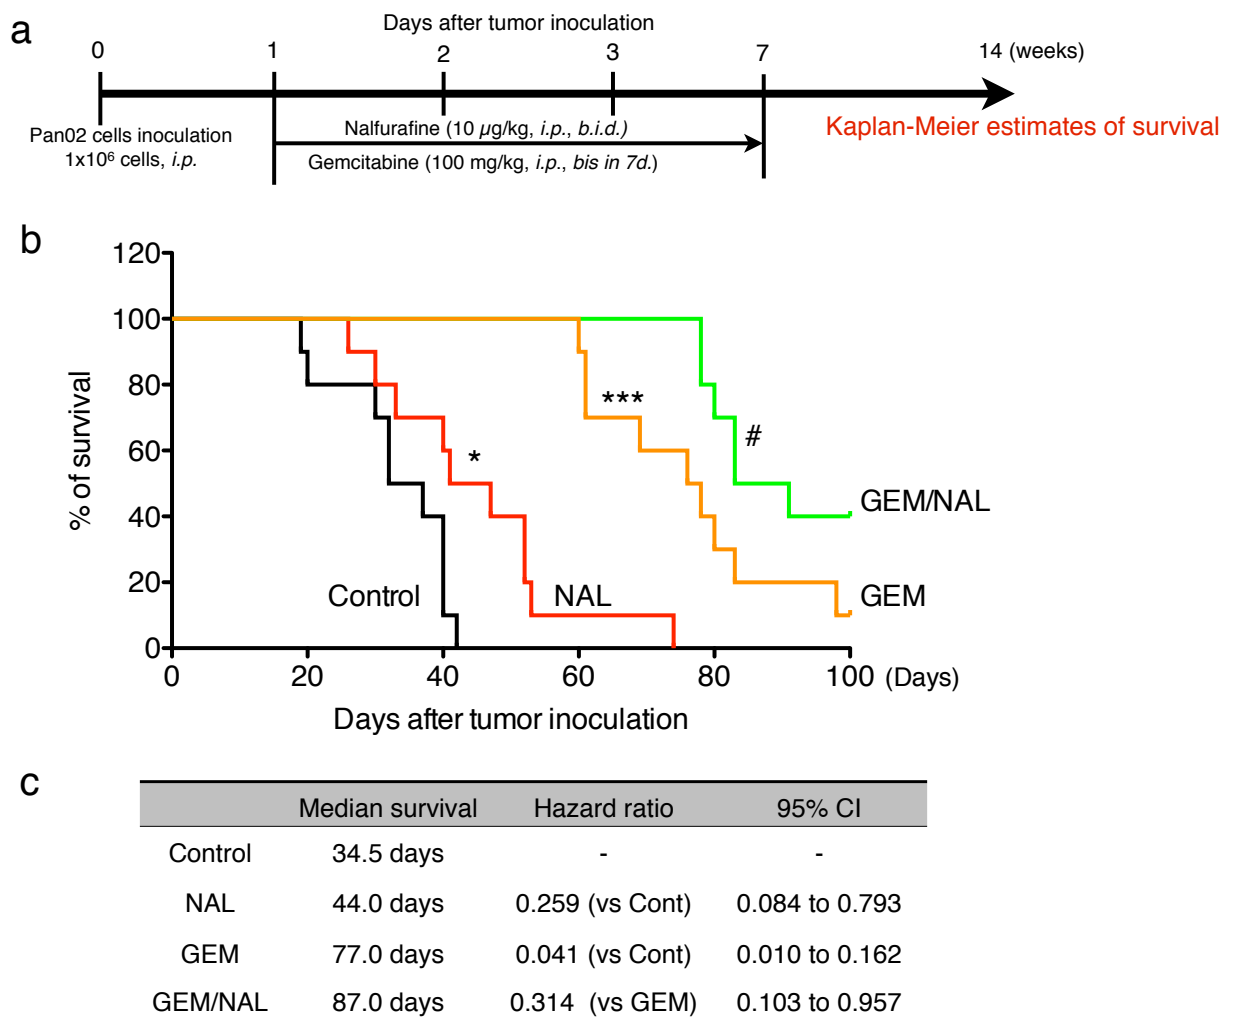 a
Days after tumor inoculation
0 1 2 3 7 14 (weeks)
Pan02 cells inoculation
1x10⁶ cells, i.p.
Nalfurafine (10 µg/kg, i.p., b.i.d.)
Gemcitabine (100 mg/kg, i.p., bis in 7d.)
Kaplan-Meier estimates of survival
b
% of survival
120
100
80
60
40
20
0
***
*
#
GEM/NAL
Control
NAL
GEM
0 20 40 60 80 100 (Days)
Days after tumor inoculation
c
Median survival Hazard ratio 95% CI
Control 34.5 days - -
NAL 44.0 days 0.259 (vs Cont) 0.084 to 0.793
GEM 77.0 days 0.041 (vs Cont) 0.010 to 0.162
GEM/NAL 87.0 days 0.314 (vs GEM) 0.103 to 0.957